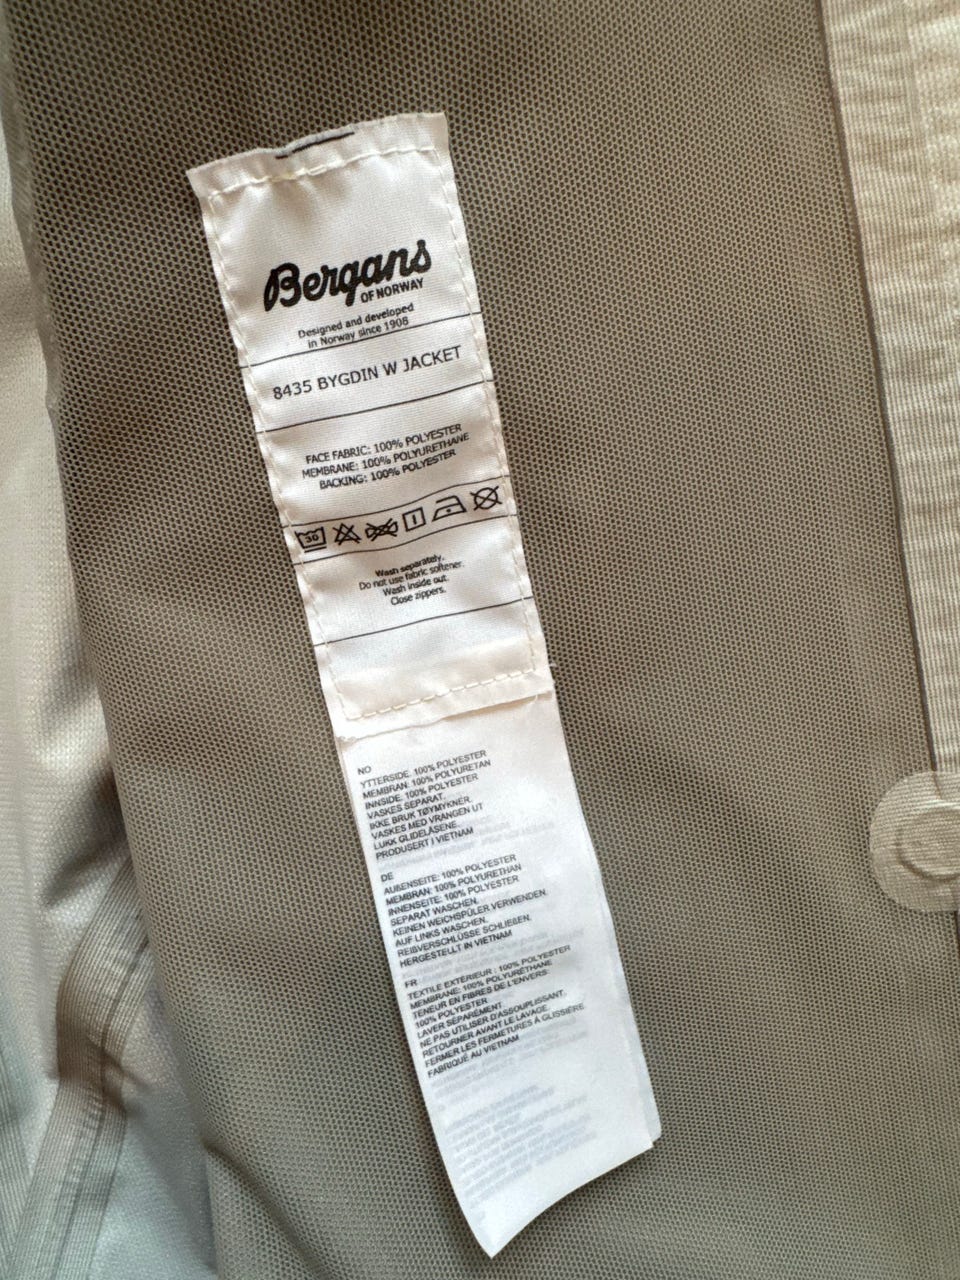 Bergans
OF NORWAY
Designed and developed
in Norway since 1908
8435 BYGDIN W JACKET
FACE FABRIC: 100% POLYESTER
MEMBRANE: 100% POLYURETHANE
BACKING: 100% POLYESTER
30
Wash separately.
Do not use fabric softener.
Wash inside out.
Close zippers.
NO
YTTERSIDE: 100% POLYESTER
MEMBRAN: 100% POLYURETAN
INNSIDE: 100% POLYESTER
VASKES SEPARAT.
IKKE BRUK TØYMYKNER.
VASKES MED VRANGEN UT
LUKK GLIDELÅSENE.
PRODUSERT I VIETNAM
DE
AUßENSEITE: 100% POLYESTER
MEMBRAN: 100% POLYURETHAN
INNENSEITE: 100% POLYESTER
SEPARAT WASCHEN.
KEINEN WEICHSPÜLER VERWENDEN.
AUF LINKS WASCHEN.
REIßVERSCHLÜSSE SCHLIEßEN.
HERGESTELLT IN VIETNAM
FR
TEXTILE EXTÉRIEUR : 100% POLYESTER
MEMBRANE: 100% POLYURÉTHANE
TENEUR EN FIBRES DE L'ENVERS:
100% POLYESTER
LAVER SÉPARÉMENT
NE PAS UTILISER D'ASSOUPLISSANT.
RETOURNER AVANT LE LAVAGE.
FERMER LES FERMETURES À GLISSIÈRE.
FABRIQUÉ AU VIETNAM